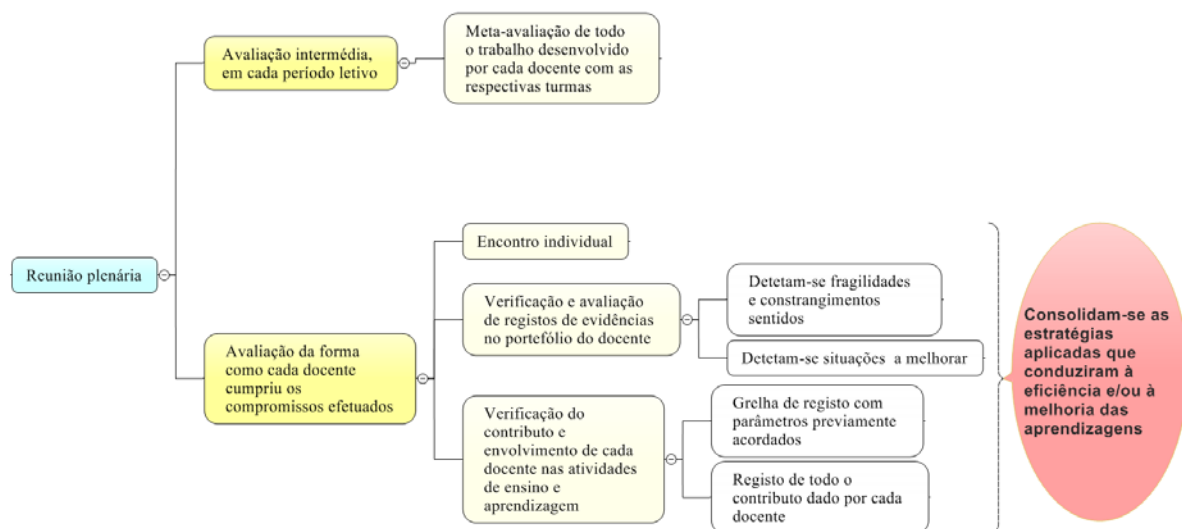 Reunião plenária
Avaliação intermédia,
em cada período letivo
Meta-avaliação de todo
o trabalho desenvolvido
por cada docente com as
respectivas turmas
Avaliação da forma
como cada docente
cumpriu os
compromissos efetuados
Encontro individual
Verificação e avaliação
de registos de evidências
no portefólio do docente
Detetam-se fragilidades
e constrangimentos
sentidos
Detetam-se situações a melhorar
Verificação do
contributo e
envolvimento de cada
docente nas atividades
de ensino e
aprendizagem
Grelha de registo com
parâmetros previamente
acordados
Registo de todo o
contributo dado por cada
docente
Consolidam-se as
estratégias
aplicadas que
conduziram à
eficiência e/ou à
melhoria das
aprendizagens